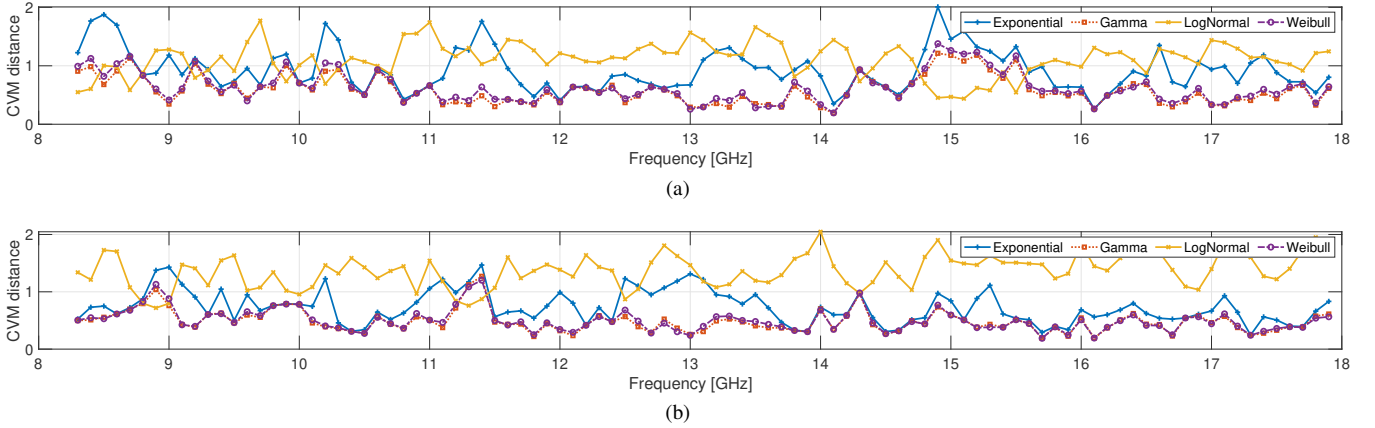 2
1
0
CVM distance
Exponential Gamma LogNormal Weibull
8 9 10 11 12 13 14 15 16 17 18
Frequency [GHz]
(a)
2
1
0
CVM distance
Exponential Gamma LogNormal Weibull
8 9 10 11 12 13 14 15 16 17 18
Frequency [GHz]
(b)